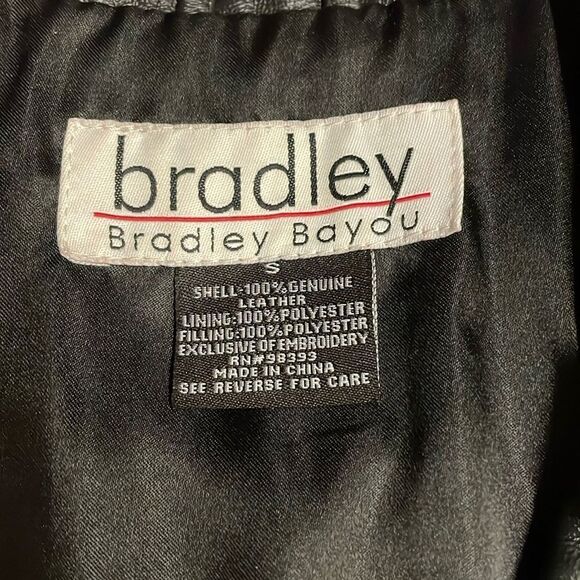 bradley
Bradley Bayou
S
SHELL:100%GENUINE
LEATHER
LINING:100%POLYESTER
FILLING:100%POLYESTER
EXCLUSIVE OF EMBROIDERY
RN#98393
MADE IN CHINA
SEE REVERSE FOR CARE